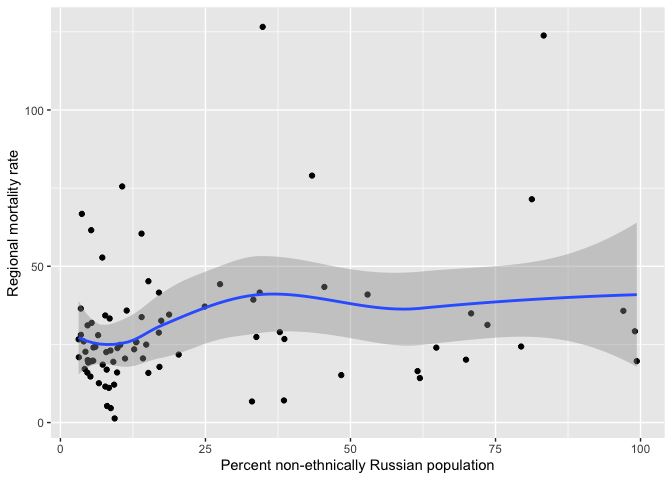 Regional mortality rate
100
50
0
0 25 50 75 100
Percent non-ethnically Russian population